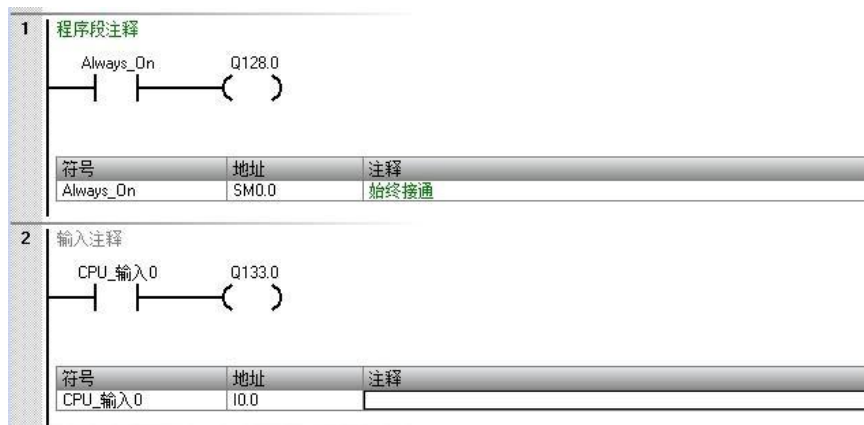 1 程序段注释
Always_On Q128.0
符号 地址 注释
Always_On SM0.0 始终接通
2 输入注释
CPU_输入0 Q133.0
符号 地址 注释
CPU_输入0 I0.0